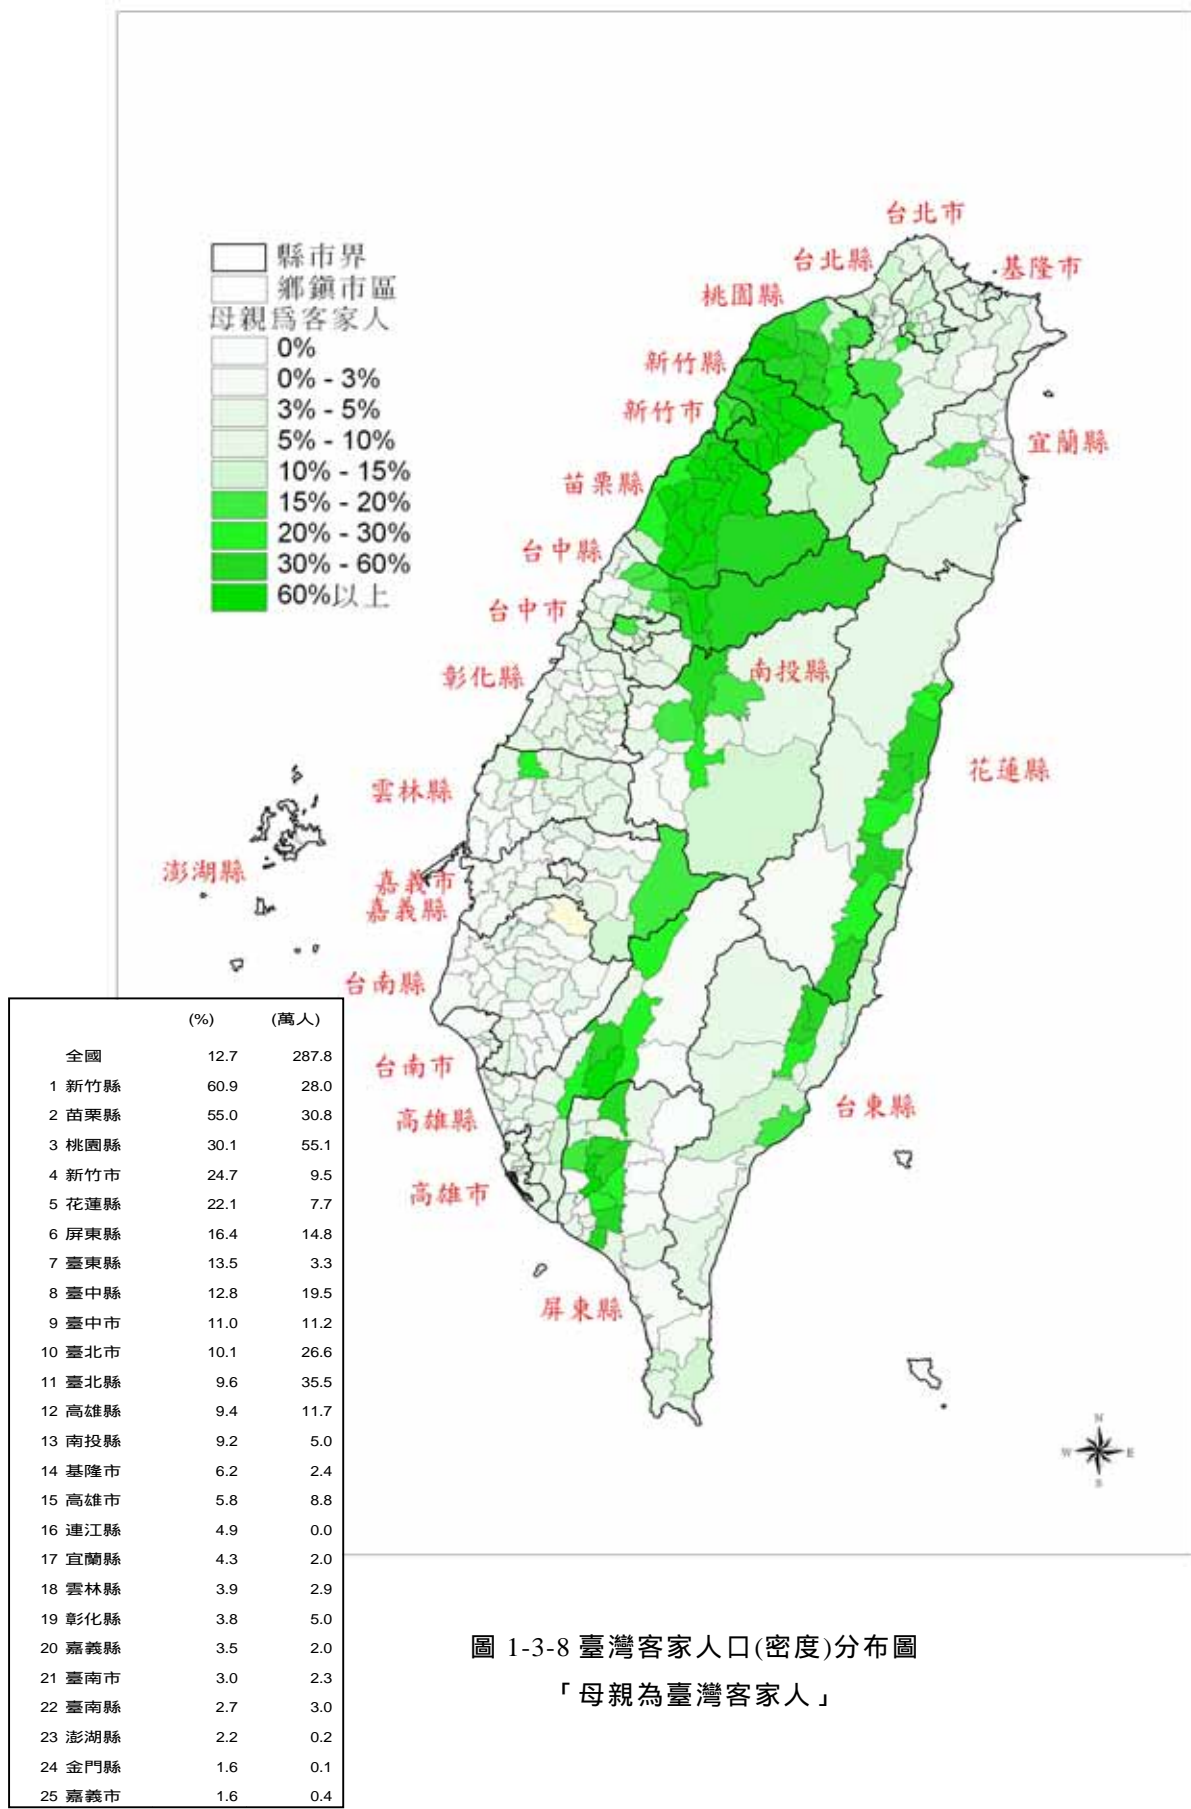 台北市
台北縣
基隆市
桃園縣
新竹縣
新竹市
宜蘭縣
苗栗縣
台中縣
台中市
彰化縣
南投縣
花蓮縣
雲林縣
澎湖縣
嘉義市
嘉義縣
台南縣
台南市
台東縣
高雄縣
高雄市
屏東縣
縣市界
鄉鎮市區
母親爲客家人
0%
0% - 3%
3% - 5%
5% - 10%
10% - 15%
15% - 20%
20% - 30%
30% - 60%
60%以上
N
W E
S
(%) (萬人)
全國 12.7 287.8
1 新竹縣 60.9 28.0
2 苗栗縣 55.0 30.8
3 桃園縣 30.1 55.1
4 新竹市 24.7 9.5
5 花蓮縣 22.1 7.7
6 屏東縣 16.4 14.8
7 臺東縣 13.5 3.3
8 臺中縣 12.8 19.5
9 臺中市 11.0 11.2
10 臺北市 10.1 26.6
11 臺北縣 9.6 35.5
12 高雄縣 9.4 11.7
13 南投縣 9.2 5.0
14 基隆市 6.2 2.4
15 高雄市 5.8 8.8
16 連江縣 4.9 0.0
17 宜蘭縣 4.3 2.0
18 雲林縣 3.9 2.9
19 彰化縣 3.8 5.0
20 嘉義縣 3.5 2.0
21 臺南市 3.0 2.3
22 臺南縣 2.7 3.0
23 澎湖縣 2.2 0.2
24 金門縣 1.6 0.1
25 嘉義市 1.6 0.4
圖 1-3-8 臺灣客家人口(密度)分布圖
「母親為臺灣客家人」